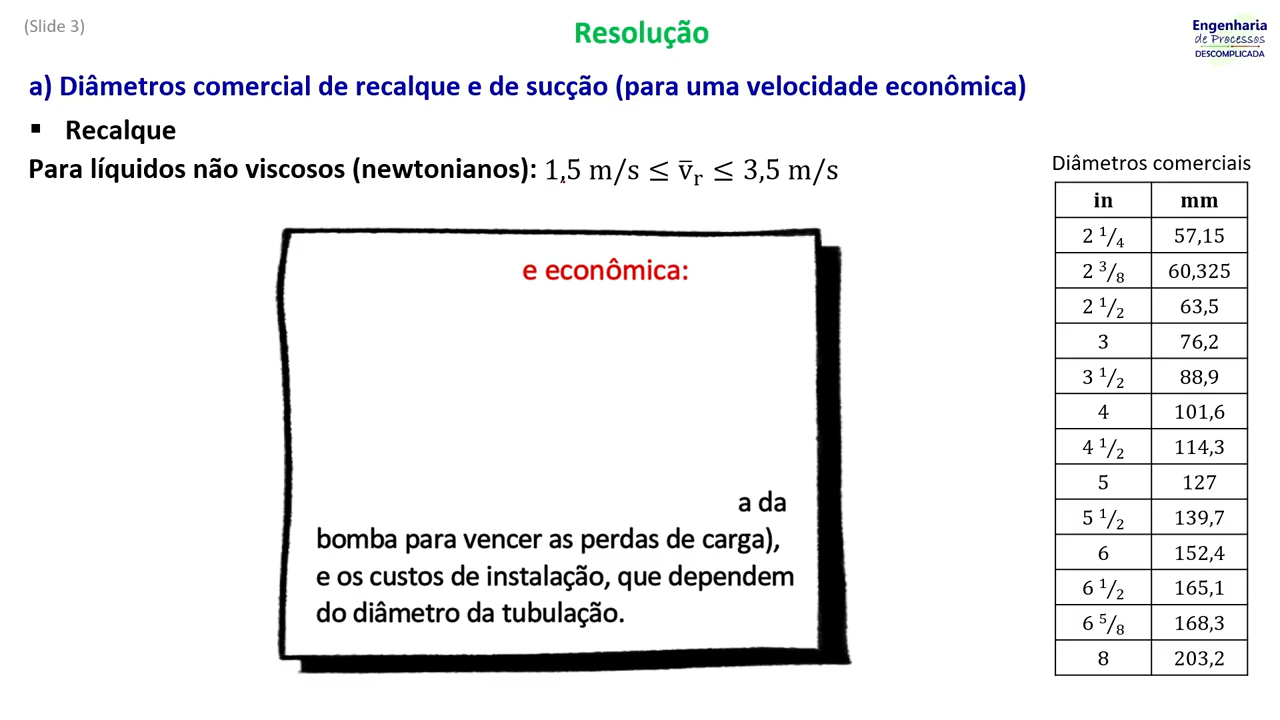 (Slide 3)
Resolução
Engenharia
de Processos
DESCOMPLICADA
a) Diâmetros comercial de recalque e de sucção (para uma velocidade econômica)
▪ Recalque
Para líquidos não viscosos (newtonianos): 1,5 m/s ≤ v̅ᵣ ≤ 3,5 m/s
e econômica:
a da
bomba para vencer as perdas de carga),
e os custos de instalação, que dependem
do diâmetro da tubulação.
Diâmetros comerciais
in mm
2 1/4 57,15
2 3/8 60,325
2 1/2 63,5
3 76,2
3 1/2 88,9
4 101,6
4 1/2 114,3
5 127
5 1/2 139,7
6 152,4
6 1/2 165,1
6 5/8 168,3
8 203,2